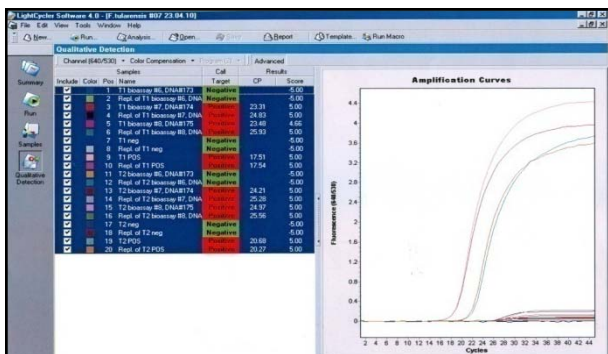 LightCycler Software 4.0 - [F.tularensis #07 23.04.10]
File Edit View Tools Window Help
New... Run... Analysis... Open... Save Report Template... Run Macro
Qualitative Detection
Channel (640/530) Color Compensation Advanced
Samples Call Results
Include Color Pos Name Target CP Score
1 T1 bioassay #6, DNA#173 Negative -5.00
2 Repl. of T1 bioassay #6, DNA Negative -5.00
3 T1 bioassay #7, DNA#174 Positive 23.31 5.00
4 Repl. of T1 bioassay #7, DNA Positive 24.03 5.00
5 T1 bioassay #8, DNA#175 Positive 23.48 4.66
6 Repl. of T1 bioassay #8, DNA Positive 25.93 5.00
7 T1 neg Negative -5.00
8 Repl. of T1 neg Negative -5.00
9 T1 POS Positive 17.51 5.00
10 Repl. of T1 POS Positive 17.54 5.00
11 T2 bioassay #6, DNA#173 Negative -5.00
12 Repl. of T2 bioassay #6, DNA Negative -5.00
13 T2 bioassay #7, DNA#174 Positive 24.21 5.00
14 Repl. of T2 bioassay #7, DNA Positive 25.28 5.00
15 T2 bioassay #8, DNA#175 Positive 24.97 5.00
16 Repl. of T2 bioassay #8, DNA Positive 25.56 5.00
17 T2 neg Negative -5.00
18 Repl. of T2 neg Negative -5.00
19 T2 POS Positive 20.68 5.00
20 Repl. of T2 POS Positive 20.27 5.00
Summary
Run
Samples
Qualitative
Detection
Amplification Curves
4.4
4
3.6
3.2
2.8
2.4
2
1.6
1.2
0.8
0.4
0
Fluorescence (640/530)
2 4 6 8 10 12 14 16 18 20 22 24 26 28 30 32 34 36 38 40 42 44
Cycles